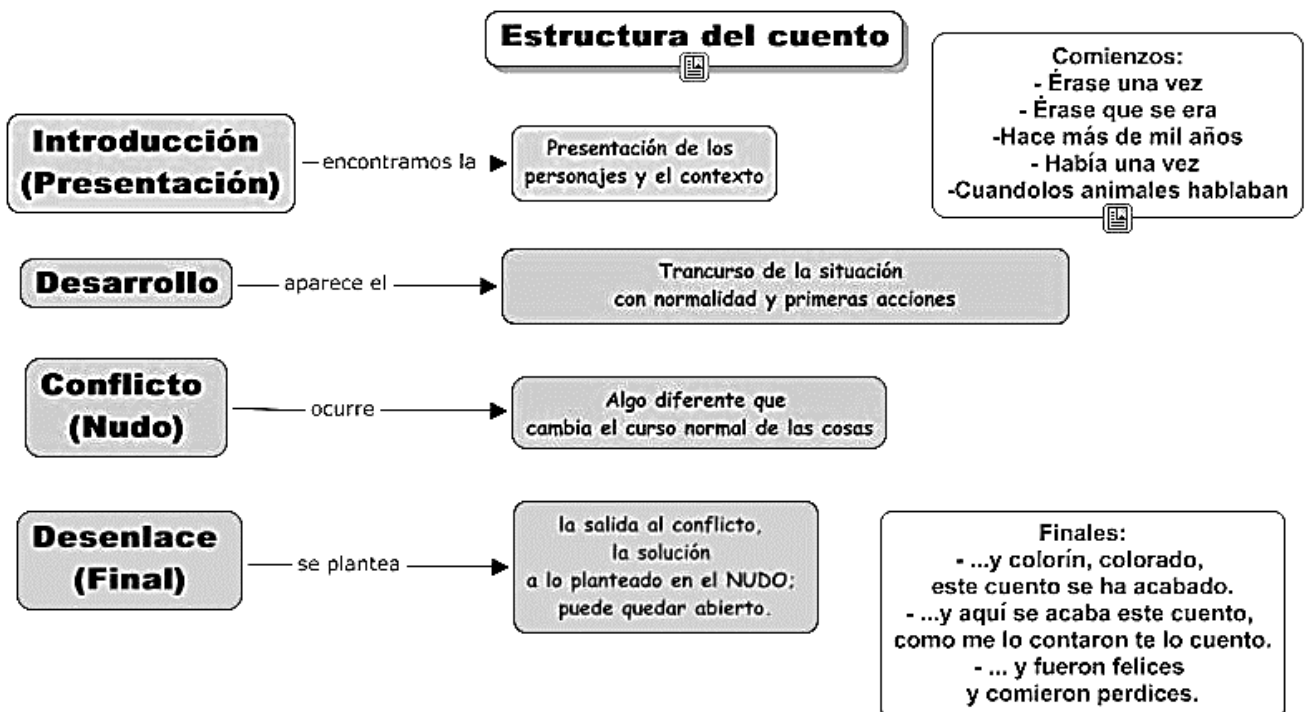 Estructura del cuento
Comienzos:
- Érase una vez
- Érase que se era
-Hace más de mil años
- Había una vez
-Cuandolos animales hablaban
Introducción
(Presentación)
encontramos la
Presentación de los
personajes y el contexto
Desarrollo
aparece el
Trancurso de la situación
con normalidad y primeras acciones
Conflicto
(Nudo)
ocurre
Algo diferente que
cambia el curso normal de las cosas
Desenlace
(Final)
se plantea
la salida al conflicto,
la solución
a lo planteado en el NUDO;
puede quedar abierto.
Finales:
- ...y colorín, colorado,
este cuento se ha acabado.
- ...y aquí se acaba este cuento,
como me lo contaron te lo cuento.
- ... y fueron felices
y comieron perdices.